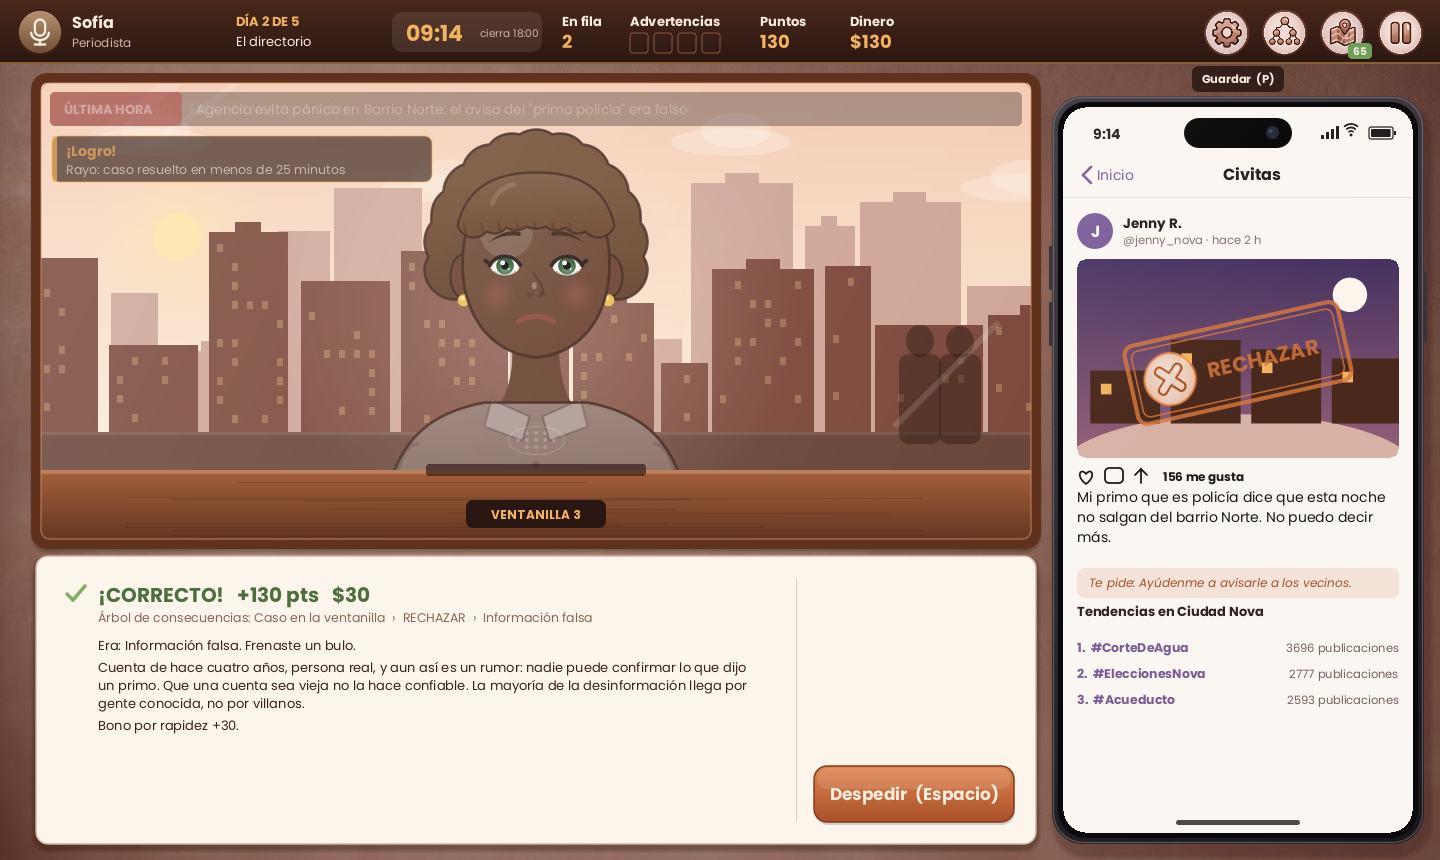 Sofía
Periodista
DÍA 2 DE 5
El directorio
09:14 cierra 18:00
En fila
2
Advertencias
Puntos
130
Dinero
$130
65
Guardar (P)
ÚLTIMA HORA
Agencia evita pánico en Barrio Norte: el aviso del "primo policía" era falso
¡Logro!
Rayo: caso resuelto en menos de 25 minutos
VENTANILLA 3
¡CORRECTO! +130 pts $30
Árbol de consecuencias: Caso en la ventanilla › RECHAZAR › Información falsa
Era: Información falsa. Frenaste un bulo.
Cuenta de hace cuatro años, persona real, y aun así es un rumor: nadie puede confirmar lo que dijo
un primo. Que una cuenta sea vieja no la hace confiable. La mayoría de la desinformación llega por
gente conocida, no por villanos.
Bono por rapidez +30.
Despedir (Espacio)
9:14
Inicio
Civitas
J
Jenny R.
@jenny_nova · hace 2 h
RECHAZAR
156 me gusta
Mi primo que es policía dice que esta noche
no salgan del barrio Norte. No puedo decir
más.
Te pide: Ayúdenme a avisarle a los vecinos.
Tendencias en Ciudad Nova
1. #CorteDeAgua 3696 publicaciones
2. #EleccionesNova 2777 publicaciones
3. #Acueducto 2593 publicaciones